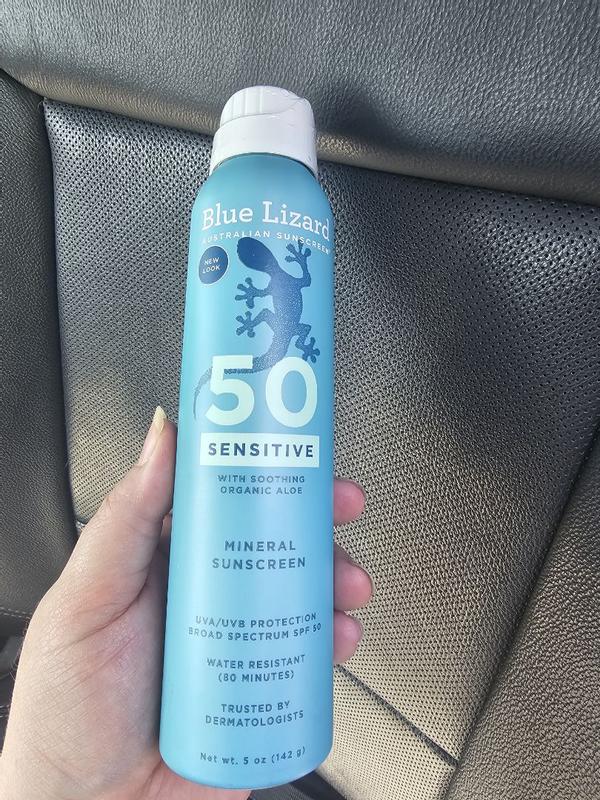 Blue Lizard
AUSTRALIAN SUNSCREEN®
NEW
LOOK
50
SENSITIVE
WITH SOOTHING
ORGANIC ALOE
MINERAL
SUNSCREEN
UVA/UVB PROTECTION
BROAD SPECTRUM SPF 50
WATER RESISTANT
(80 MINUTES)
TRUSTED BY
DERMATOLOGISTS
Net wt. 5 oz (142 g)